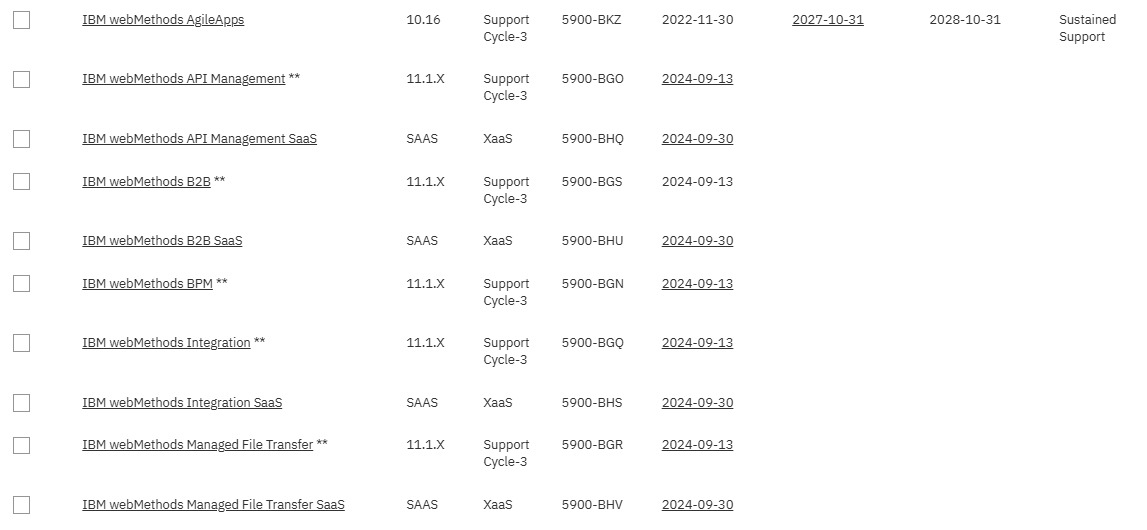 IBM webMethods AgileApps 10.16 Support 5900-BKZ 2022-11-30 2027-10-31 2028-10-31 Sustained
Cycle-3 Support
IBM webMethods API Management ** 11.1.X Support 5900-BGO 2024-09-13
Cycle-3
IBM webMethods API Management SaaS SAAS XaaS 5900-BHQ 2024-09-30
IBM webMethods B2B ** 11.1.X Support 5900-BGS 2024-09-13
Cycle-3
IBM webMethods B2B SaaS SAAS XaaS 5900-BHU 2024-09-30
IBM webMethods BPM ** 11.1.X Support 5900-BGN 2024-09-13
Cycle-3
IBM webMethods Integration ** 11.1.X Support 5900-BGQ 2024-09-13
Cycle-3
IBM webMethods Integration SaaS SAAS XaaS 5900-BHS 2024-09-30
IBM webMethods Managed File Transfer ** 11.1.X Support 5900-BGR 2024-09-13
Cycle-3
IBM webMethods Managed File Transfer SaaS SAAS XaaS 5900-BHV 2024-09-30